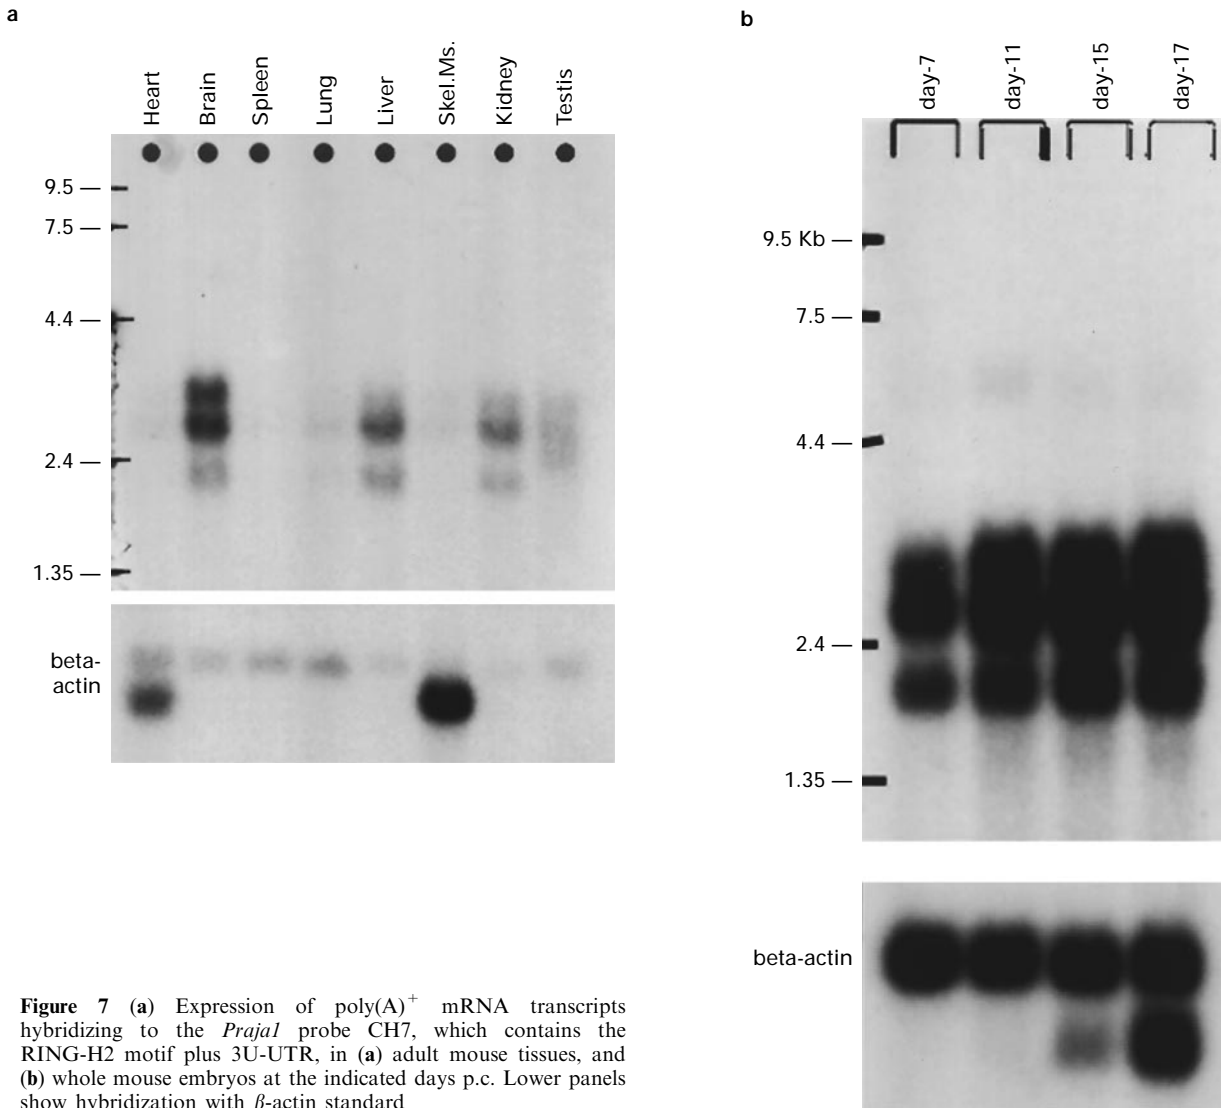 a
Heart
Brain
Spleen
Lung
Liver
Skel.Ms.
Kidney
Testis
9.5 —
7.5 —
4.4 —
2.4 —
1.35 —
beta-
actin
b
day-7
day-11
day-15
day-17
9.5 Kb —
7.5 —
4.4 —
2.4 —
1.35 —
beta-actin
Figure 7 (a) Expression of poly(A)+ mRNA transcripts
hybridizing to the Praja1 probe CH7, which contains the
RING-H2 motif plus 3U-UTR, in (a) adult mouse tissues, and
(b) whole mouse embryos at the indicated days p.c. Lower panels
show hybridization with β-actin standard